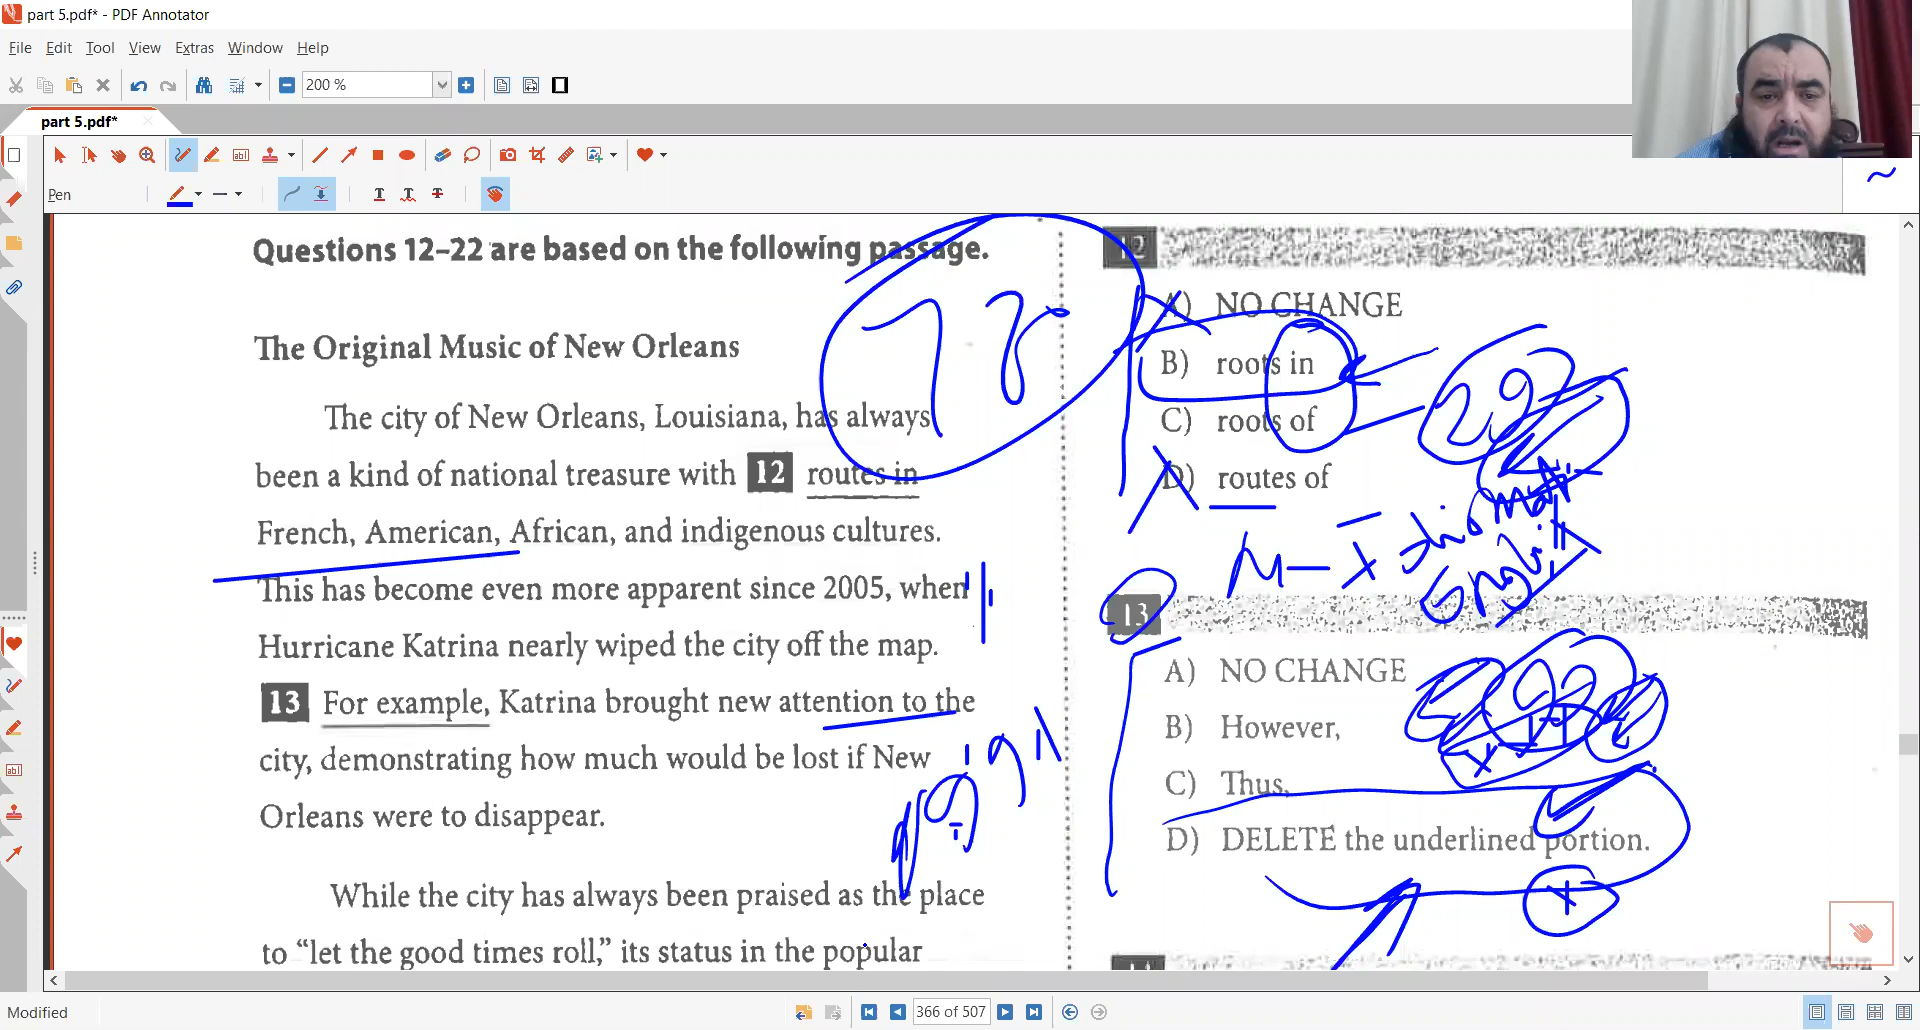 part 5.pdf* - PDF Annotator
File Edit Tool View Extras Window Help
200 %
part 5.pdf*
Pen
Questions 12–22 are based on the following passage.
The Original Music of New Orleans
The city of New Orleans, Louisiana, has always
been a kind of national treasure with 12 routes in
French, American, African, and indigenous cultures.
This has become even more apparent since 2005, when
Hurricane Katrina nearly wiped the city off the map.
13 For example, Katrina brought new attention to the
city, demonstrating how much would be lost if New
Orleans were to disappear.
While the city has always been praised as the place
to “let the good times roll,” its status in the popular
78
12
A) NO CHANGE
B) roots in
C) roots of
D) routes of
13
A) NO CHANGE
B) However,
C) Thus,
D) DELETE the underlined portion.
14
Modified
366 of 507